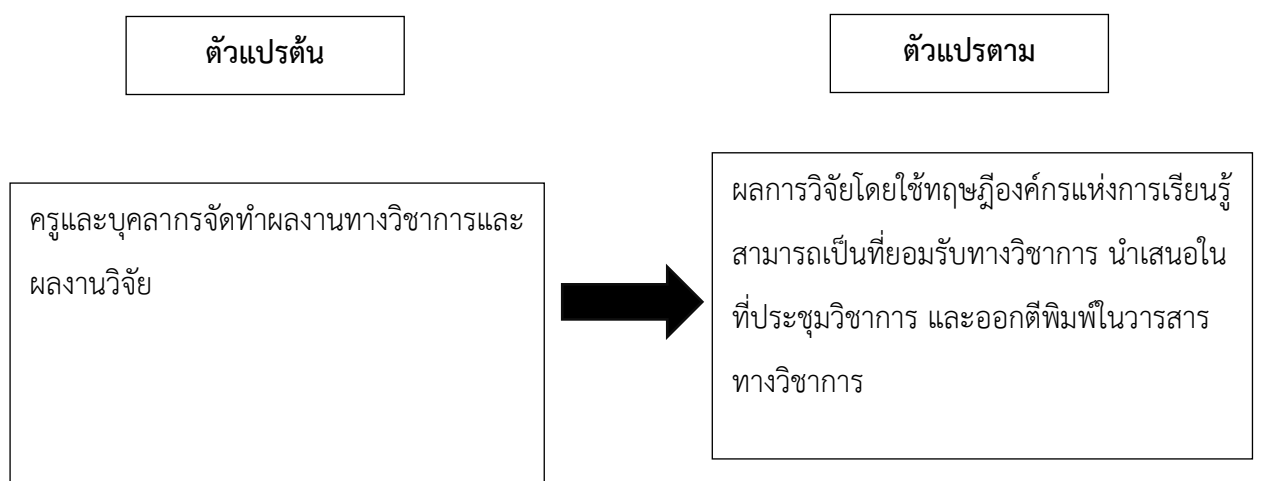 ตัวแปรต้น
ตัวแปรตาม
ครูและบุคลากรจัดทำผลงานทางวิชาการและ
ผลงานวิจัย
ผลการวิจัยโดยใช้ทฤษฎีองค์กรแห่งการเรียนรู้
สามารถเป็นที่ยอมรับทางวิชาการ นำเสนอใน
ที่ประชุมวิชาการ และออกตีพิมพ์ในวารสาร
ทางวิชาการ